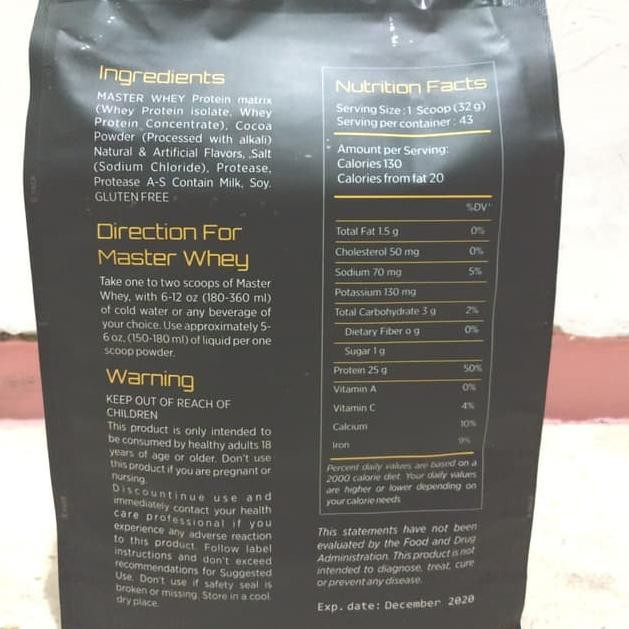 Ingredients
MASTER WHEY Protein matrix
(Whey Protein isolate, Whey
Protein Concentrate), Cocoa
Powder (Processed with alkali)
Natural & Artificial Flavors, Salt
(Sodium Chloride), Protease,
Protease A-S Contain Milk, Soy.
GLUTEN FREE
Direction For
Master Whey
Take one to two scoops of Master
Whey, with 6-12 oz (180-360 ml)
of cold water or any beverage of
your choice. Use approximately 5-
6 oz, (150-180 ml) of liquid per one
scoop powder.
Warning
KEEP OUT OF REACH OF
CHILDREN
This product is only intended to
be consumed by healthy adults 18
years of age or older. Don't use
this product if you are pregnant or
nursing.
Discountinue use and
immediately contact your health
care professional if you
experience any adverse reaction
to this product. Follow label
instructions and don't exceed
recommendations for Suggested
Use. Don't use if safety seal is
broken or missing. Store in a cool.
dry place.
Nutrition Facts
Serving Size : 1 Scoop (32 g)
Serving per container : 43
Amount per Serving:
Calories 130
Calories from fat 20
%DV*
Total Fat 1.5 g 0%
Cholesterol 50 mg 0%
Sodium 70 mg 5%
Potassium 130 mg
Total Carbohydrate 3 g 2%
Dietary Fiber o g 0%
Sugar 1 g
Protein 25 g 50%
Vitamin A 0%
Vitamin C 4%
Calcium 10%
Iron 9%
Percent daily values are based on a
2000 calorie diet. Your daily values
are higher or lower depending on
your calorie needs
This statements have not been
evaluated by the Food and Drug
Administration. This product is not
intended to diagnose, treat, cure
or prevent any disease.
Exp. date: December 2020